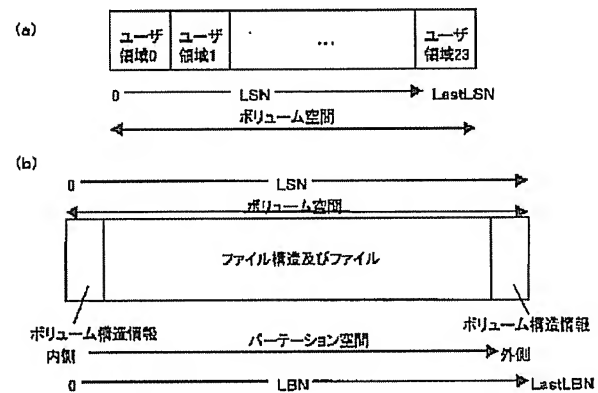 (a)
ユーザ
領域0
ユーザ
領域1
...
ユーザ
領域23
0
LSN
LastLSN
ボリューム空間
(b)
0
LSN
ボリューム空間
ファイル構造及びファイル
ボリューム構造情報
ボリューム構造情報
内側
パーテーション空間
外側
0
LBN
LastLBN